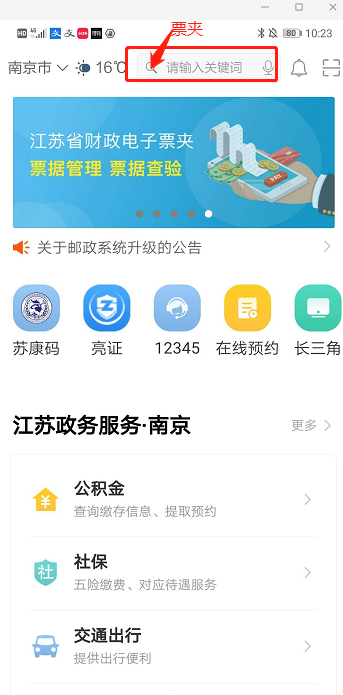 票夹
HD 4G 80 10:23
南京市 16℃ 请输入关键词
江苏省财政电子票夹
票据管理 票据查验
关于邮政系统升级的公告
苏康码 亮证 12345 在线预约 长三角
江苏政务服务·南京 更多
公积金
查询缴存信息、提取预约
社 社保
五险缴费、对应待遇服务
交通出行
提供出行便利